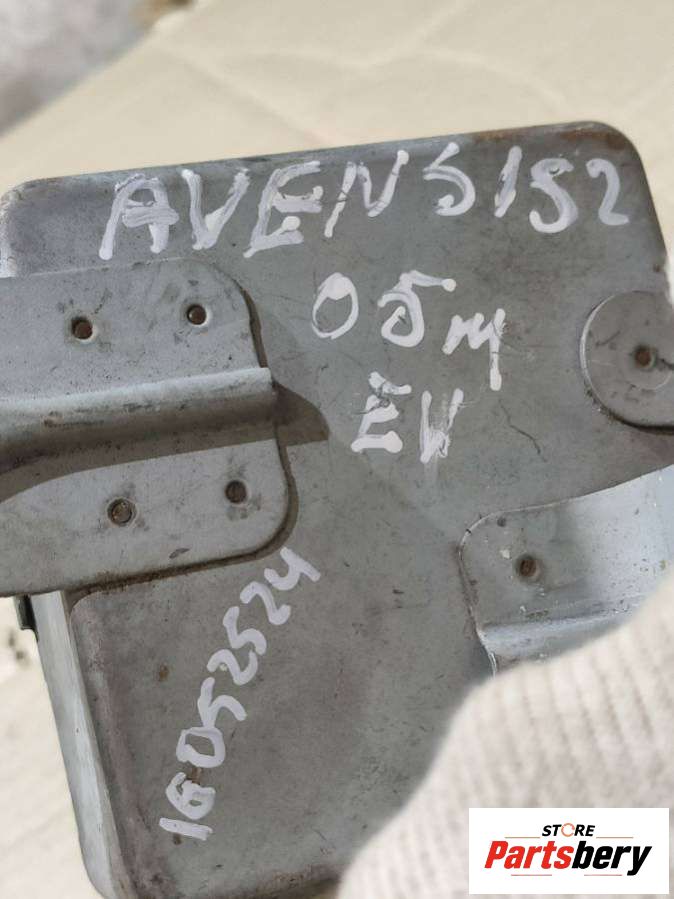 AVENSIS2
05m
EW
16052524
STORE
Partsbery